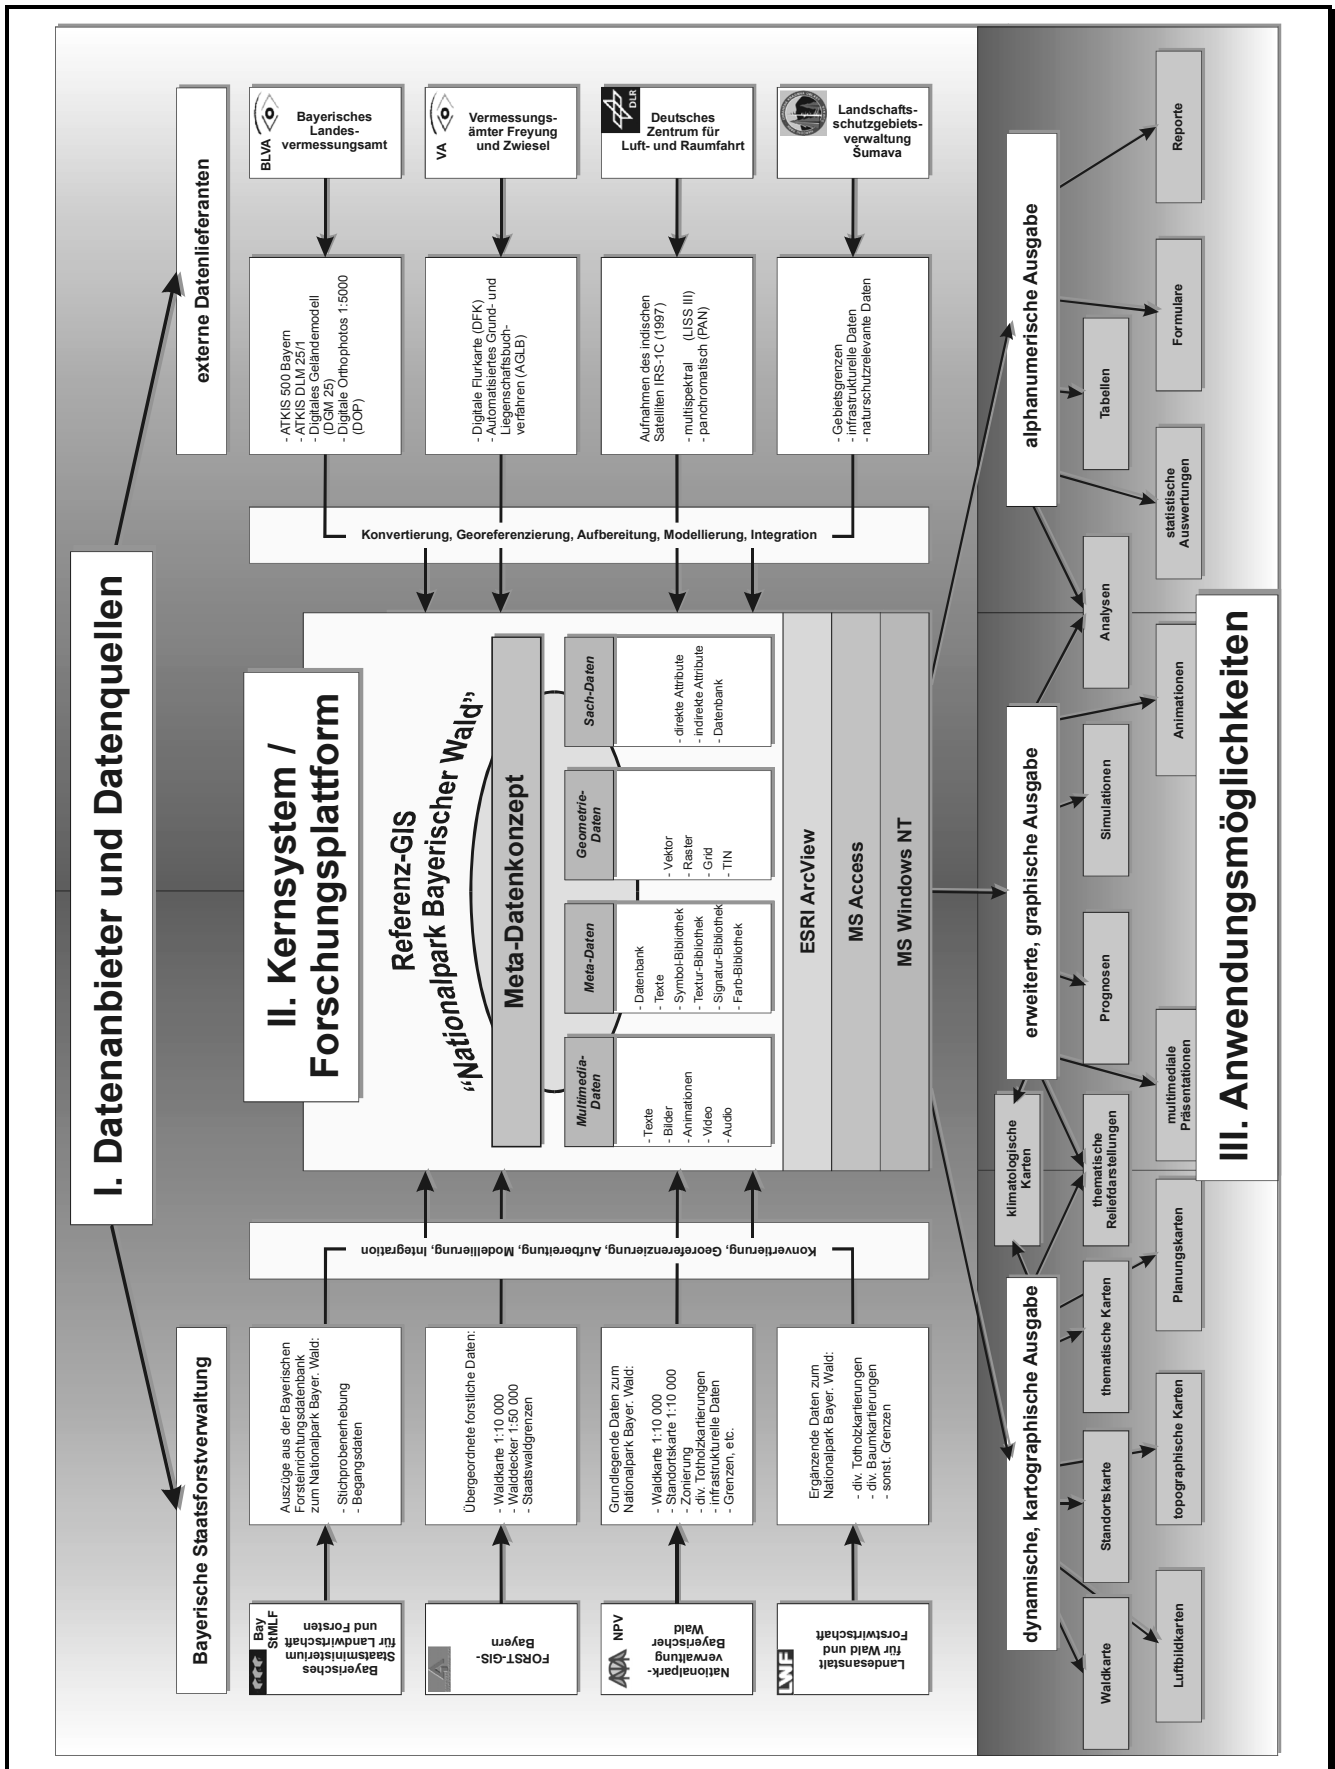 I. Datenanbieter und Datenquellen
Bayerische Staatsforstverwaltung
externe Datenlieferanten
Bay
StMLF
Bayerisches
Staatsministerium
für Landwirtschaft
und Forsten
Auszüge aus der Bayerischen
Forsteinrichtungsdatenbank
zum Nationalpark Bayer. Wald:
- Stichprobenerhebung
- Begangsdaten
FORST-GIS-
Bayern
Übergeordnete forstliche Daten:
- Waldkarte 1:10 000
- Walddecker 1:50 000
- Staatswaldgrenzen
NPV
Nationalpark-
verwaltung
Bayerischer
Wald
Grundlegende Daten zum
Nationalpark Bayer. Wald:
- Waldkarte 1:10 000
- Standortskarte 1:10 000
- Zonierung
- div. Totholzkartierungen
- infrastrukturelle Daten
- Grenzen, etc.
LWF
Landesanstalt
für Wald und
Forstwirtschaft
Ergänzende Daten zum
Nationalpark Bayer. Wald:
- div. Totholzkartierungen
- div. Baumkartierungen
- sonst. Grenzen
Konvertierung, Georeferenzierung, Aufbereitung, Modellierung, Integration
II. Kernsystem /
Forschungsplattform
Referenz-GIS
“Nationalpark Bayerischer Wald”
Meta-Datenkonzept
Multimedia-
Daten
- Texte
- Bilder
- Animationen
- Video
- Audio
Meta-Daten
- Datenbank
- Texte
- Symbol-Bibliothek
- Textur-Bibliothek
- Signatur-Bibliothek
- Farb-Bibliothek
Geometrie-
Daten
- Vektor
- Raster
- Grid
- TIN
Sach-Daten
- direkte Attribute
- indirekte Attribute
- Datenbank
ESRI ArcView
MS Access
MS Windows NT
Konvertierung, Georeferenzierung, Aufbereitung, Modellierung, Integration
- ATKIS 500 Bayern
- ATKIS DLM 25/1
- Digitales Geländemodell
(DGM 25)
- Digitale Orthophotos 1:5000
(DOP)
BLVA
Bayerisches
Landes-
vermessungsamt
- Digitale Flurkarte (DFK)
- Automatisiertes Grund- und
Liegenschaftsbuch-
verfahren (AGLB)
VA
Vermessungs-
ämter Freyung
und Zwiesel
Aufnahmen des indischen
Satelliten IRS-1C (1997)
- multispektral (LISS III)
- panchromatisch (PAN)
DLR
Deutsches
Zentrum für
Luft- und Raumfahrt
- Gebietsgrenzen
- infrastrukturelle Daten
- naturschutzrelevante Daten
Landschafts-
schutzgebiets-
verwaltung
Šumava
dynamische, kartographische Ausgabe
erweiterte, graphische Ausgabe
alphanumerische Ausgabe
klimatologische
Karten
Waldkarte
Standortskarte
thematische Karten
thematische
Reliefdarstellungen
Prognosen
Simulationen
Analysen
Tabellen
Luftbildkarten
topographische Karten
Planungskarten
multimediale
Präsentationen
Animationen
statistische
Auswertungen
Formulare
Reporte
III. Anwendungsmöglichkeiten